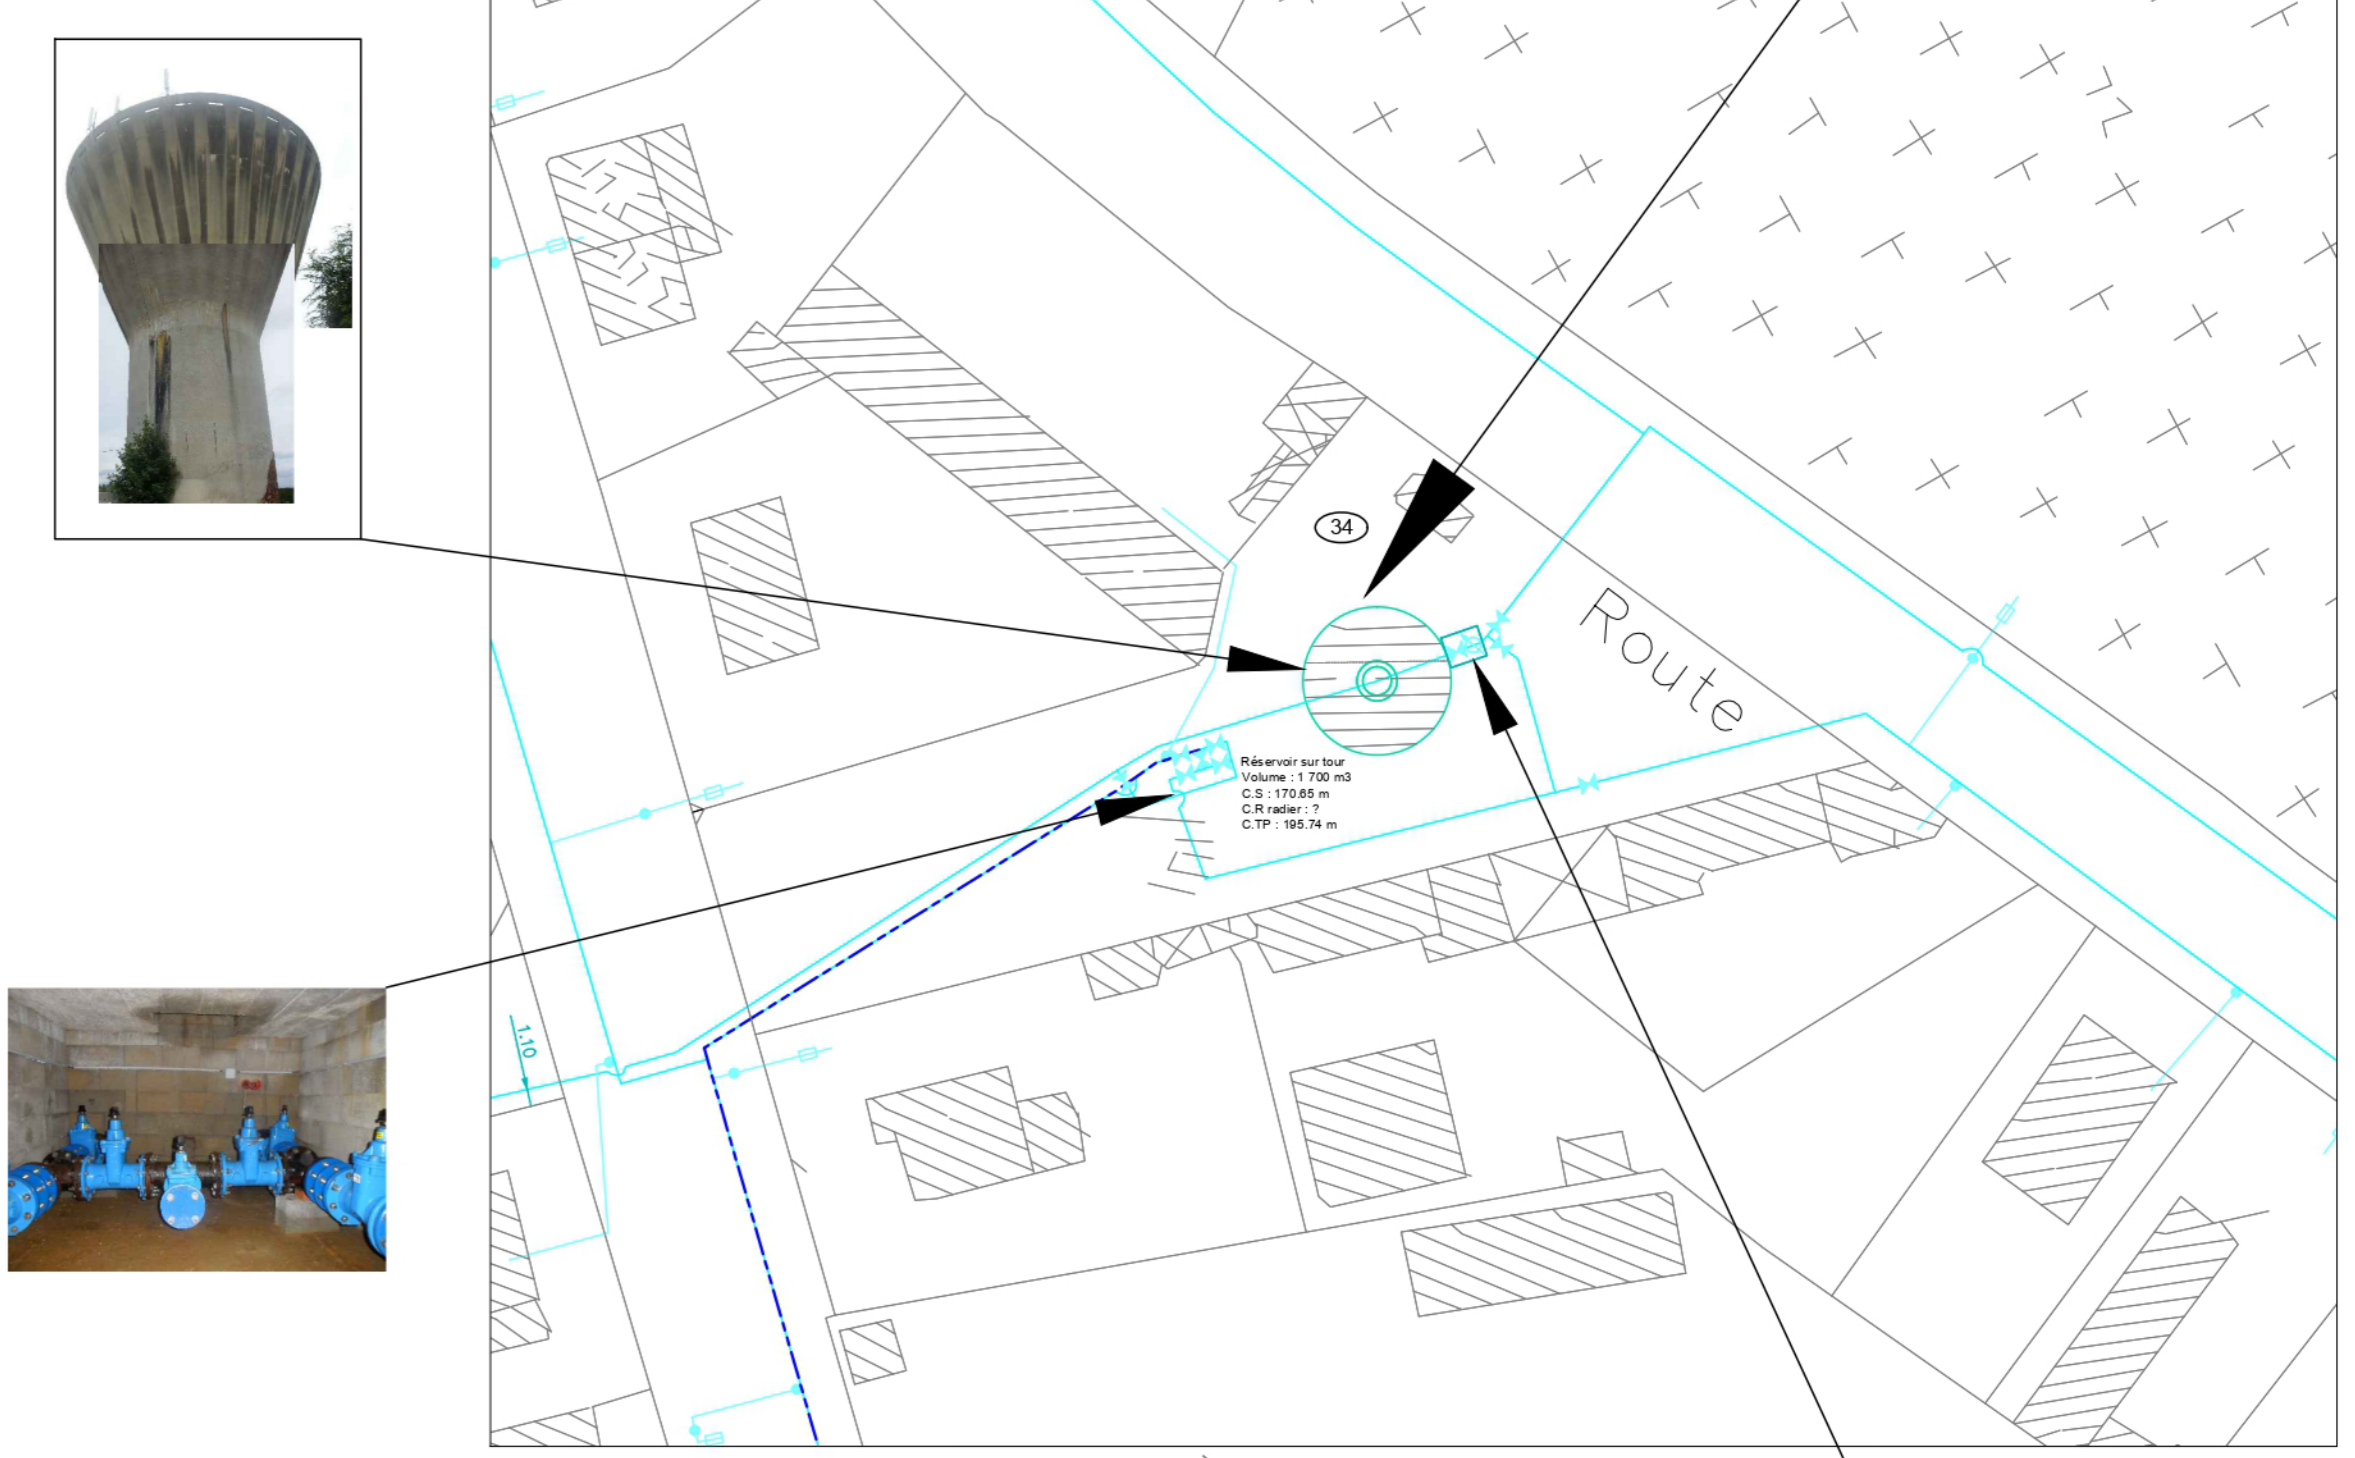 34
Route
Réservoir sur tour
Volume : 1 700 m3
C.S : 170.65 m
C.R radier : ?
C.TP : 195.74 m
1.10